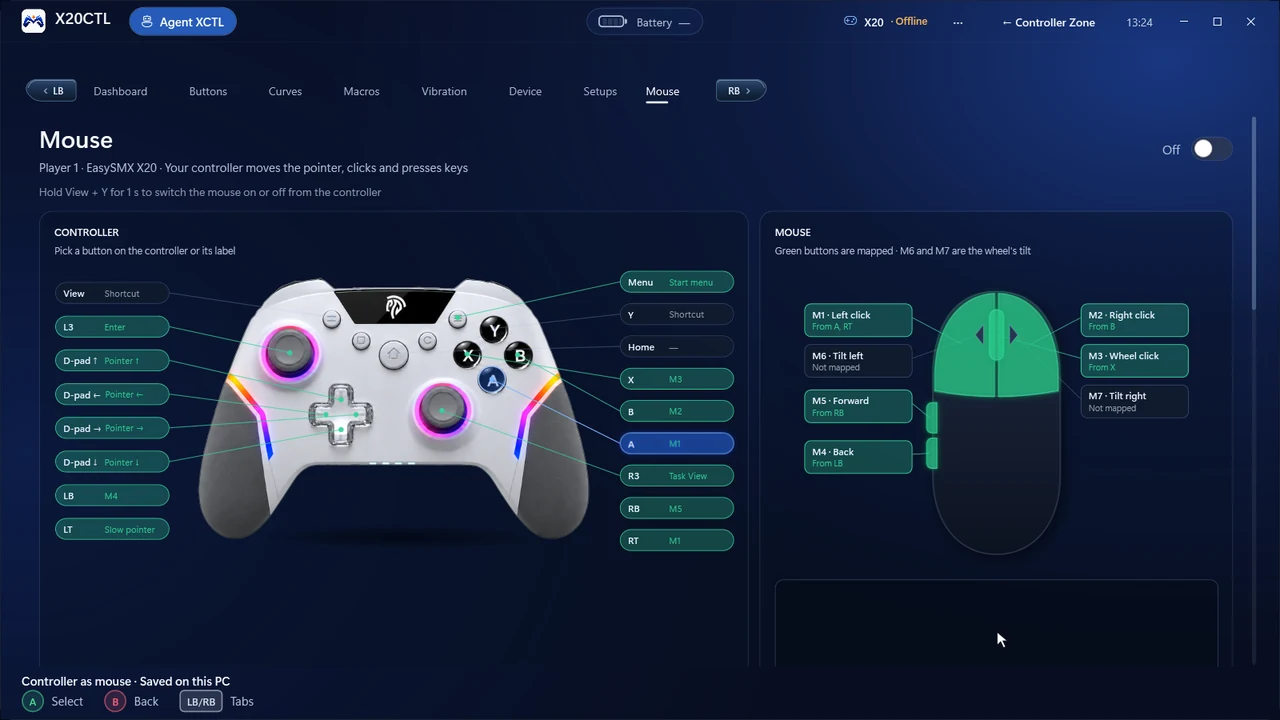 X20CTL
Agent XCTL
Battery —
X20 · Offline
...
← Controller Zone
13:24
‹ LB
Dashboard
Buttons
Curves
Macros
Vibration
Device
Setups
Mouse
RB ›
Mouse
Player 1 · EasySMX X20 · Your controller moves the pointer, clicks and presses keys
Hold View + Y for 1 s to switch the mouse on or off from the controller
Off
CONTROLLER
Pick a button on the controller or its label
View Shortcut
L3 Enter
D-pad ↑ Pointer ↑
D-pad ← Pointer ←
D-pad → Pointer →
D-pad ↓ Pointer ↓
LB M4
LT Slow pointer
Y
X
B
A
C
Menu Start menu
Y Shortcut
Home —
X M3
B M2
A M1
R3 Task View
RB M5
RT M1
MOUSE
Green buttons are mapped · M6 and M7 are the wheel's tilt
M1 · Left click
From A, RT
M6 · Tilt left
Not mapped
M5 · Forward
From RB
M4 · Back
From LB
M2 · Right click
From B
M3 · Wheel click
From X
M7 · Tilt right
Not mapped
Controller as mouse · Saved on this PC
A Select
B Back
LB/RB Tabs